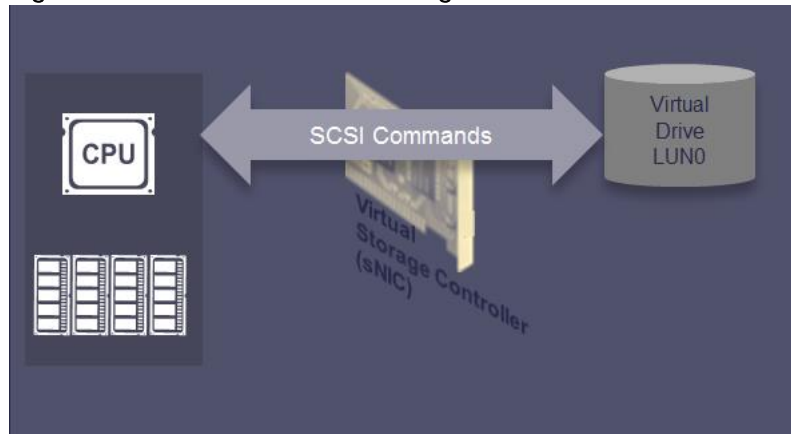 CPU
SCSI Commands
Virtual
Drive
LUN0
Virtual
Storage Controller
(sNIC)